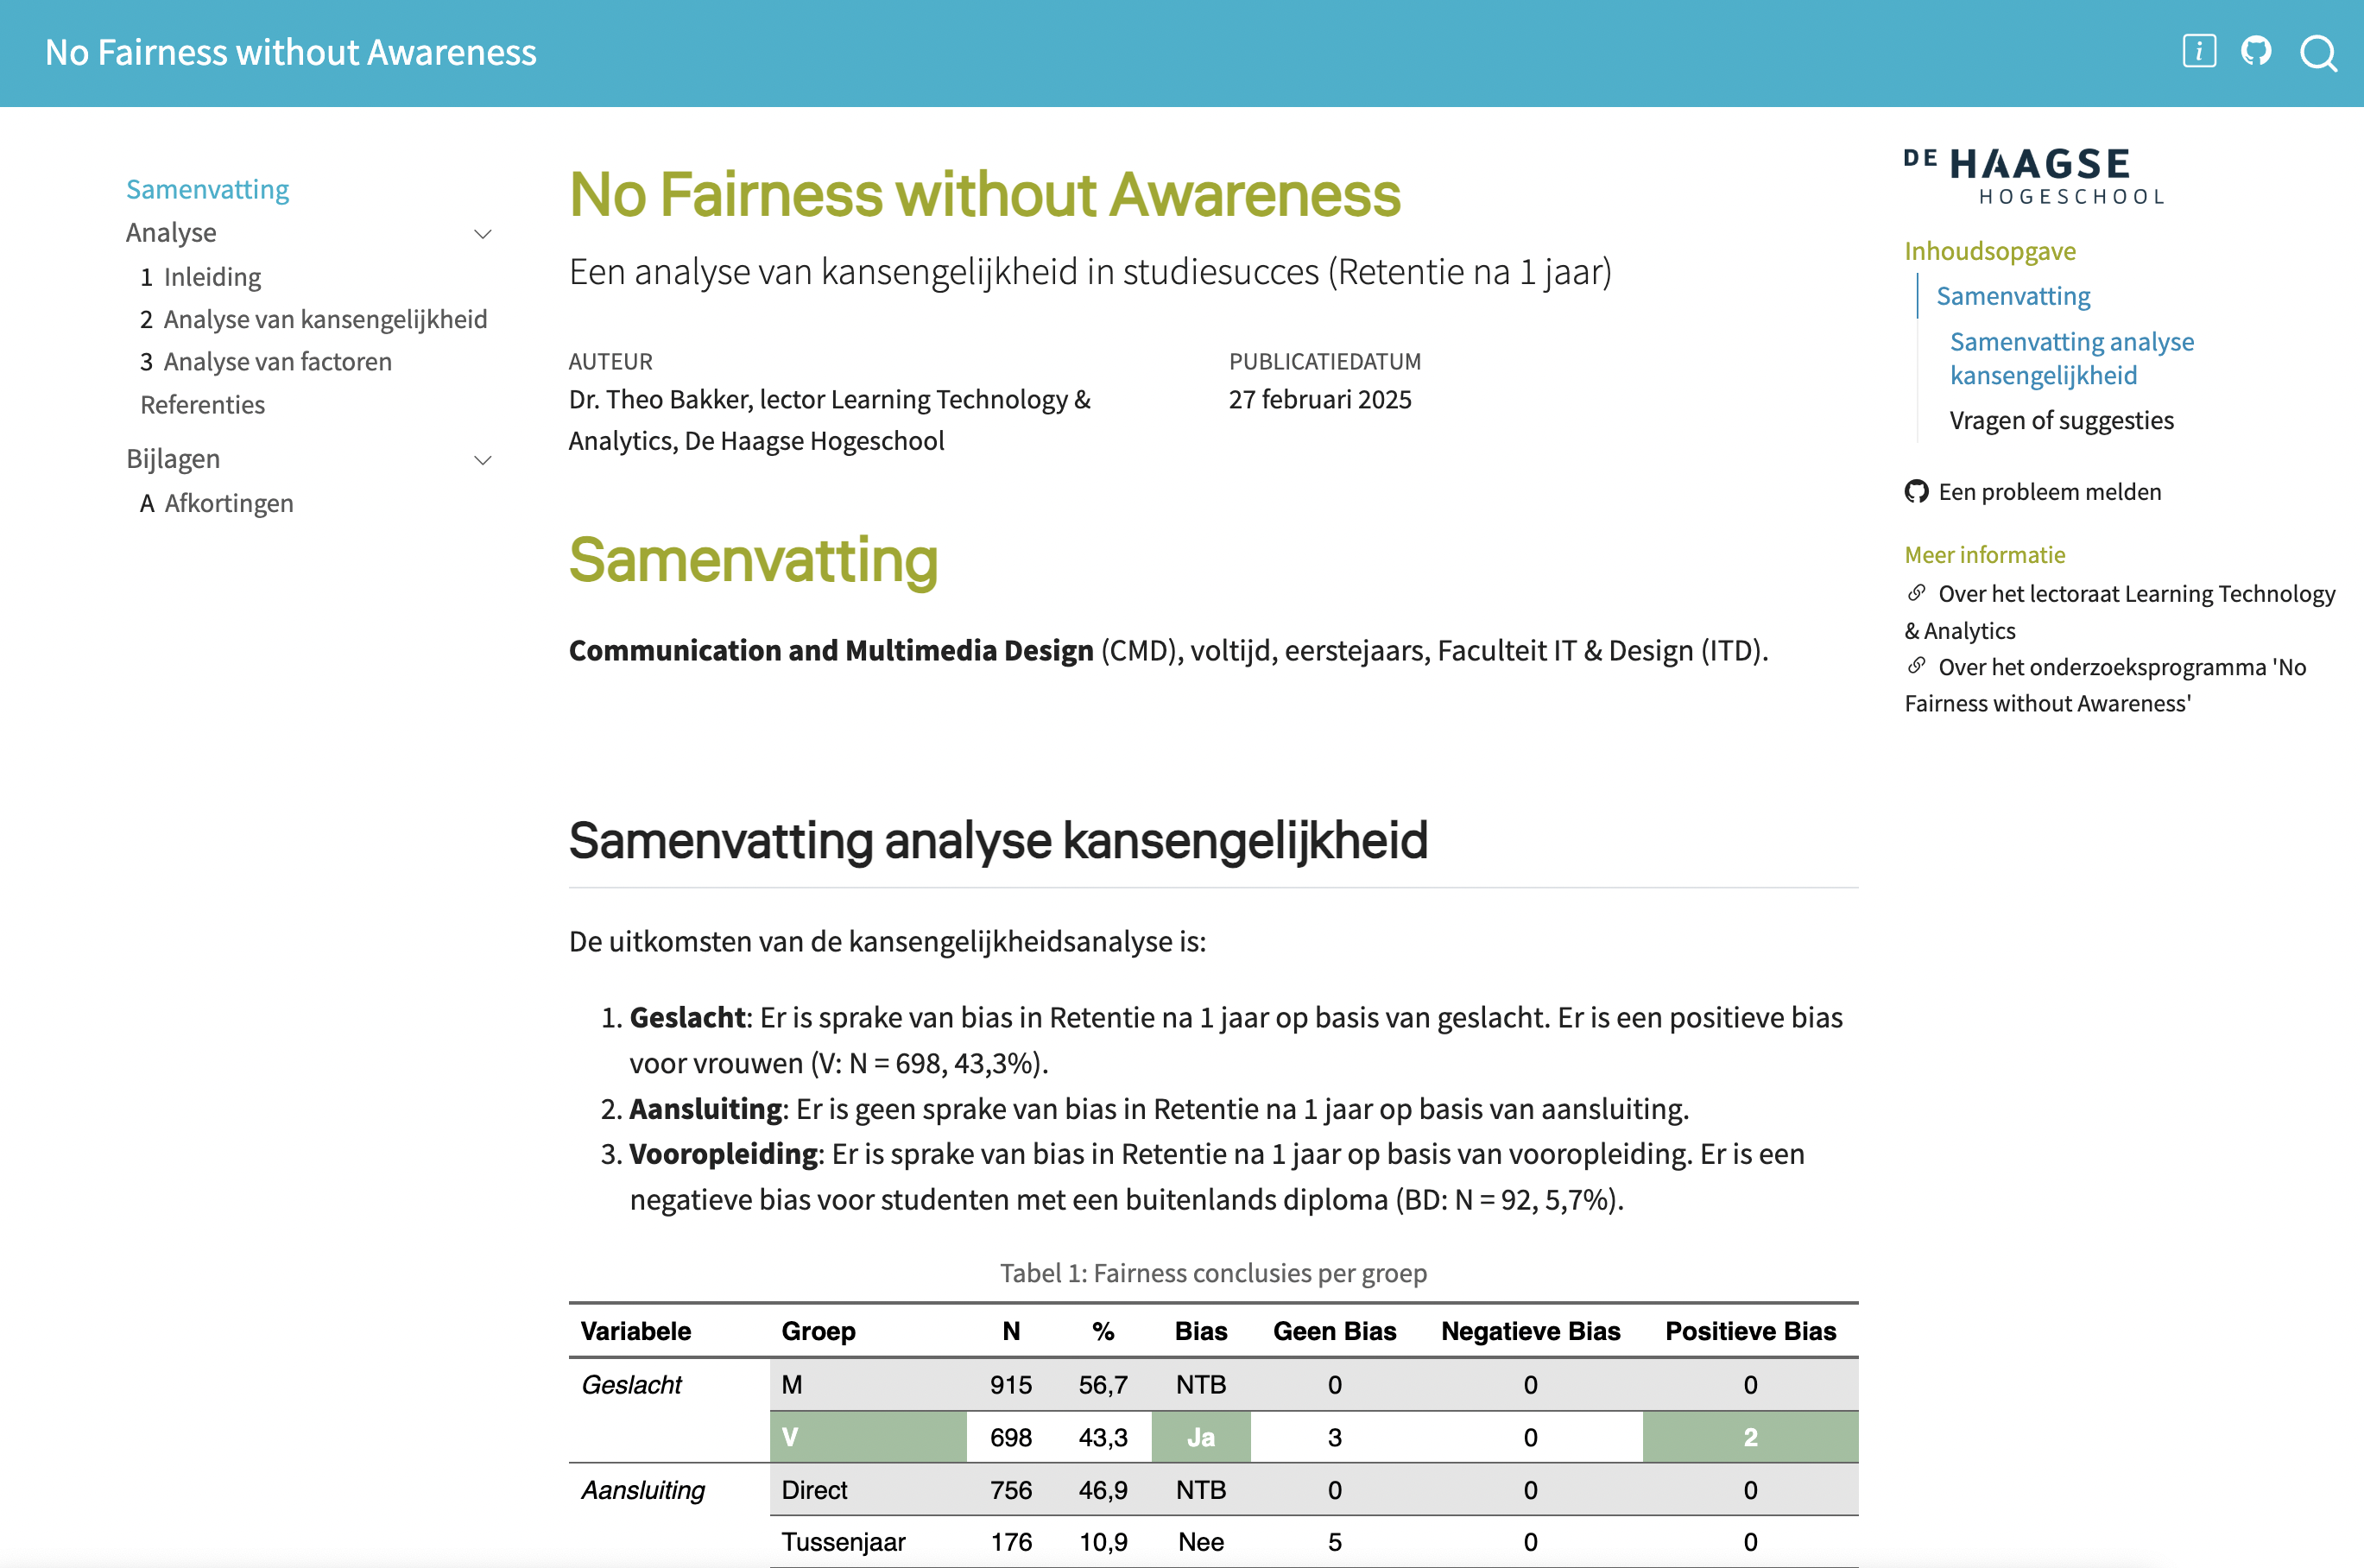 No Fairness without Awareness
Samenvatting
Analyse
1 Inleiding
2 Analyse van kansengelijkheid
3 Analyse van factoren
Referenties
Bijlagen
A Afkortingen
No Fairness without Awareness
Een analyse van kansengelijkheid in studiesucces (Retentie na 1 jaar)
AUTEUR
Dr. Theo Bakker, lector Learning Technology &
Analytics, De Haagse Hogeschool
PUBLICATIEDATUM
27 februari 2025
Samenvatting
Communication and Multimedia Design (CMD), voltijd, eerstejaars, Faculteit IT & Design (ITD).
Samenvatting analyse kansengelijkheid
De uitkomsten van de kansengelijkheidsanalyse is:
1. Geslacht: Er is sprake van bias in Retentie na 1 jaar op basis van geslacht. Er is een positieve bias
voor vrouwen (V: N = 698, 43,3%).
2. Aansluiting: Er is geen sprake van bias in Retentie na 1 jaar op basis van aansluiting.
3. Vooropleiding: Er is sprake van bias in Retentie na 1 jaar op basis van vooropleiding. Er is een
negatieve bias voor studenten met een buitenlands diploma (BD: N = 92, 5,7%).
Tabel 1: Fairness conclusies per groep
Variabele Groep N % Bias Geen Bias Negatieve Bias Positieve Bias
Geslacht M 915 56,7 NTB 0 0 0
V 698 43,3 Ja 3 0 2
Aansluiting Direct 756 46,9 NTB 0 0 0
Tussenjaar 176 10,9 Nee 5 0 0
DE HAAGSE
HOGESCHOOL
Inhoudsopgave
Samenvatting
Samenvatting analyse
kansengelijkheid
Vragen of suggesties
Een probleem melden
Meer informatie
Over het lectoraat Learning Technology
& Analytics
Over het onderzoeksprogramma 'No
Fairness without Awareness'